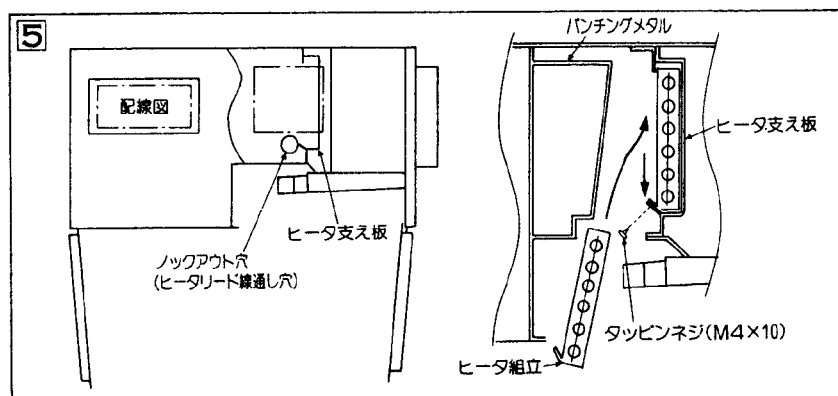 5
配線図
ヒータ支え板
ノックアウト穴
(ヒータリード線通し穴)
パンチングメタル
ヒータ支え板
タッピンネジ(M4×10)
ヒータ組立